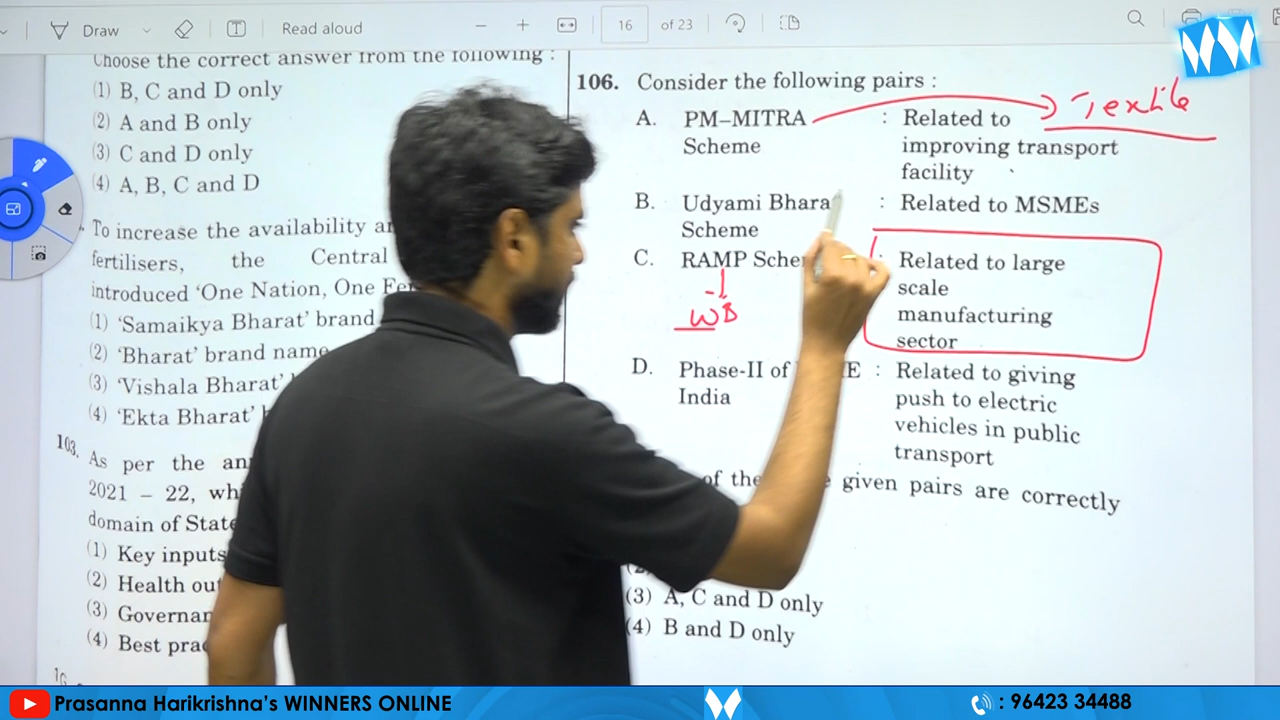 Draw
Read aloud
16 of 23
Choose the correct answer from the following :
(1) B, C and D only
(2) A and B only
(3) C and D only
(4) A, B, C and D
To increase the availability
fertilisers, the Central
introduced 'One Nation, One
(1) 'Samaikya Bharat' brand
(2) 'Bharat' brand name
(3) 'Vishala Bharat'
(4) 'Ekta Bharat'
103.
As per the
2021 – 22,
domain of State
(1) Key inputs
(2) Health
(3)
(4) Best
106. Consider the following pairs :
A. PM–MITRA Scheme : Related to improving transport facility
Textile
B. Udyami Scheme : Related to MSMEs
C. RAMP : Related to large scale manufacturing sector
WB
D. Phase-II of India : Related to giving push to electric vehicles in public transport
of the given pairs are correctly
(3) A, C and D only
(4) B and D only
Prasanna Harikrishna's WINNERS ONLINE
: 96423 34488